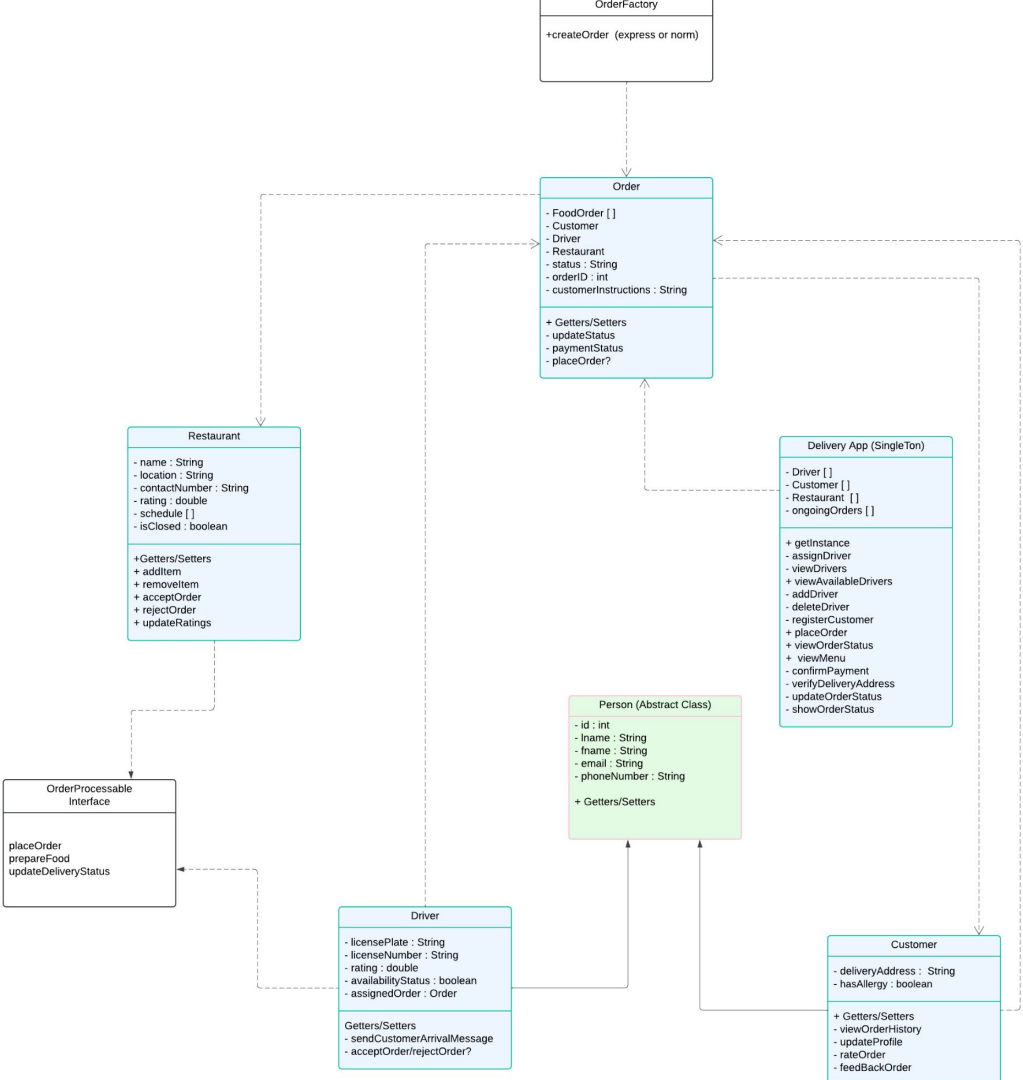 OrderFactory
+createOrder (express or norm)
Order
- FoodOrder [ ]
- Customer
- Driver
- Restaurant
- status : String
- orderID : int
- customerInstructions : String
+ Getters/Setters
- updateStatus
- paymentStatus
- placeOrder?
Restaurant
- name : String
- location : String
- contactNumber : String
- rating : double
- schedule [ ]
- isClosed : boolean
+Getters/Setters
+ addItem
+ removeItem
+ acceptOrder
+ rejectOrder
+ updateRatings
Delivery App (SingleTon)
- Driver [ ]
- Customer [ ]
- Restaurant [ ]
- ongoingOrders [ ]
+ getInstance
- assignDriver
- viewDrivers
+ viewAvailableDrivers
- addDriver
- deleteDriver
- registerCustomer
+ placeOrder
+ viewOrderStatus
+ viewMenu
- confirmPayment
- verifyDeliveryAddress
- updateOrderStatus
- showOrderStatus
Person (Abstract Class)
- id : int
- lname : String
- fname : String
- email : String
- phoneNumber : String
+ Getters/Setters
OrderProcessable
Interface
placeOrder
prepareFood
updateDeliveryStatus
Driver
- licensePlate : String
- licenseNumber : String
- rating : double
- availabilityStatus : boolean
- assignedOrder : Order
Getters/Setters
- sendCustomerArrivalMessage
- acceptOrder/rejectOrder?
Customer
- deliveryAddress : String
- hasAllergy : boolean
+ Getters/Setters
- viewOrderHistory
- updateProfile
- rateOrder
- feedBackOrder